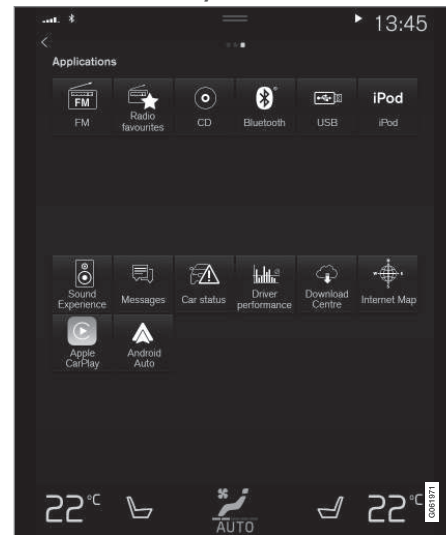 13:45
Applications
FM
FM
Radio
favourites
CD
Bluetooth
USB
iPod
iPod
Sound
Experience
Messages
Car status
Driver
performance
Download
Centre
Internet Map
Apple
CarPlay
Android
Auto
22°C
AUTO
22°C
G061971